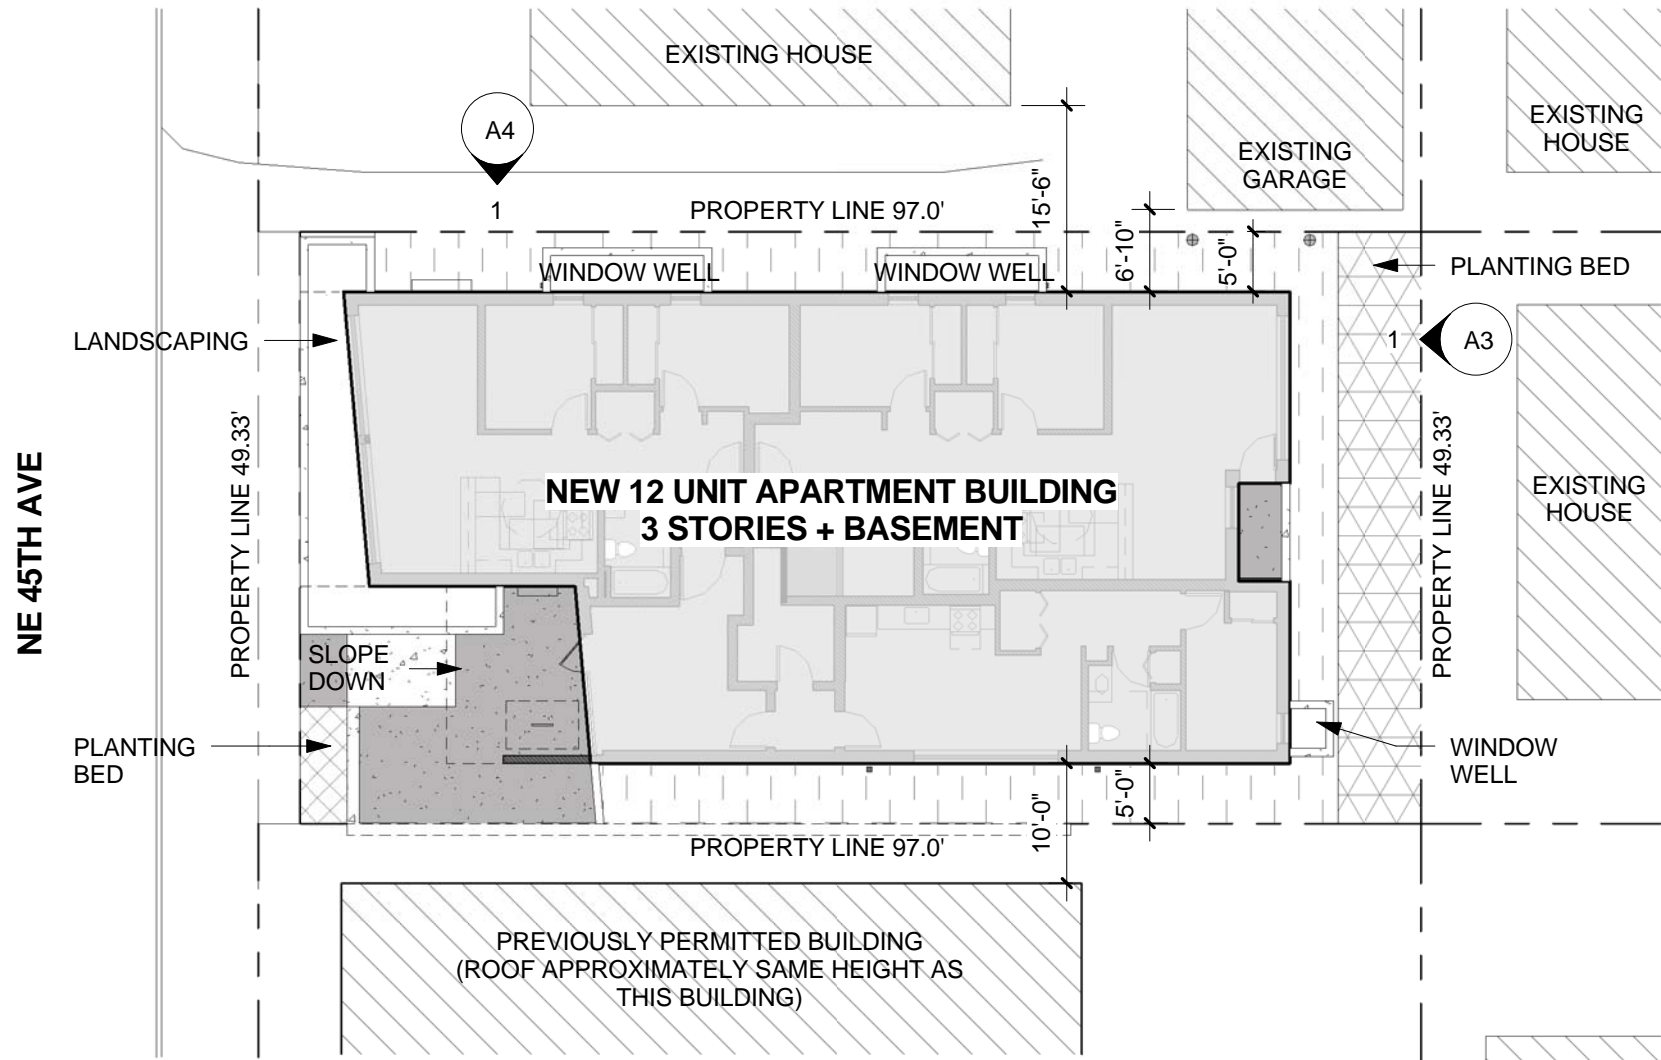 EXISTING HOUSE
A4
EXISTING
GARAGE
EXISTING
HOUSE
1
PROPERTY LINE 97.0'
15'-6"
6'-10"
5'-0"
WINDOW WELL
WINDOW WELL
PLANTING BED
LANDSCAPING
1
A3
NE 45TH AVE
PROPERTY LINE 49.33'
NEW 12 UNIT APARTMENT BUILDING
3 STORIES + BASEMENT
PROPERTY LINE 49.33'
EXISTING
HOUSE
SLOPE
DOWN
PLANTING
BED
WINDOW
WELL
5'-0"
10'-0"
PROPERTY LINE 97.0'
PREVIOUSLY PERMITTED BUILDING
(ROOF APPROXIMATELY SAME HEIGHT AS
THIS BUILDING)